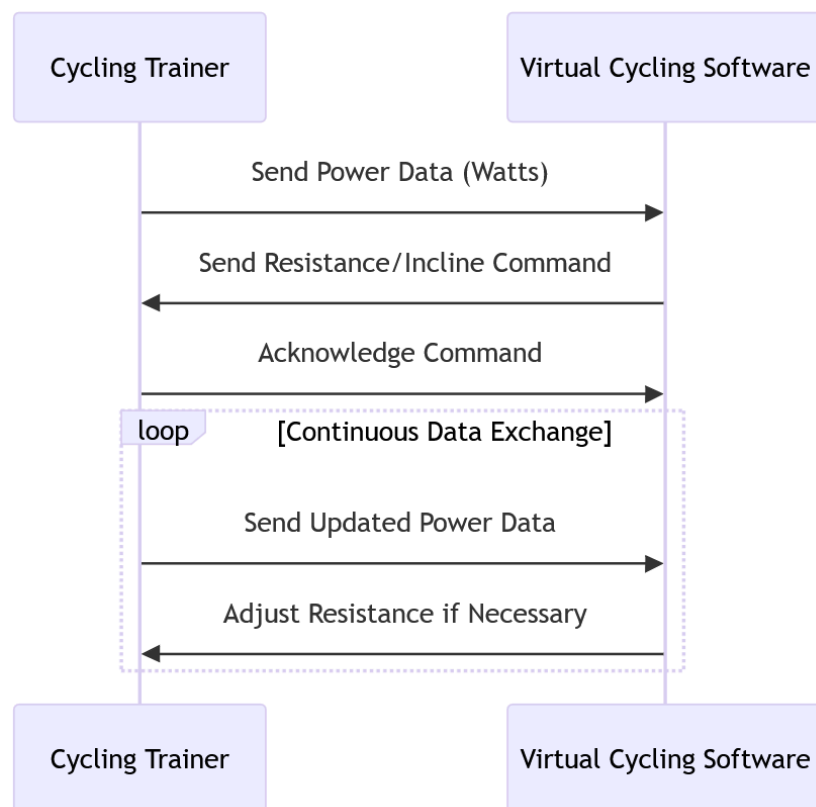 Cycling Trainer
Virtual Cycling Software
Send Power Data (Watts)
Send Resistance/Incline Command
Acknowledge Command
loop
[Continuous Data Exchange]
Send Updated Power Data
Adjust Resistance if Necessary
Cycling Trainer
Virtual Cycling Software